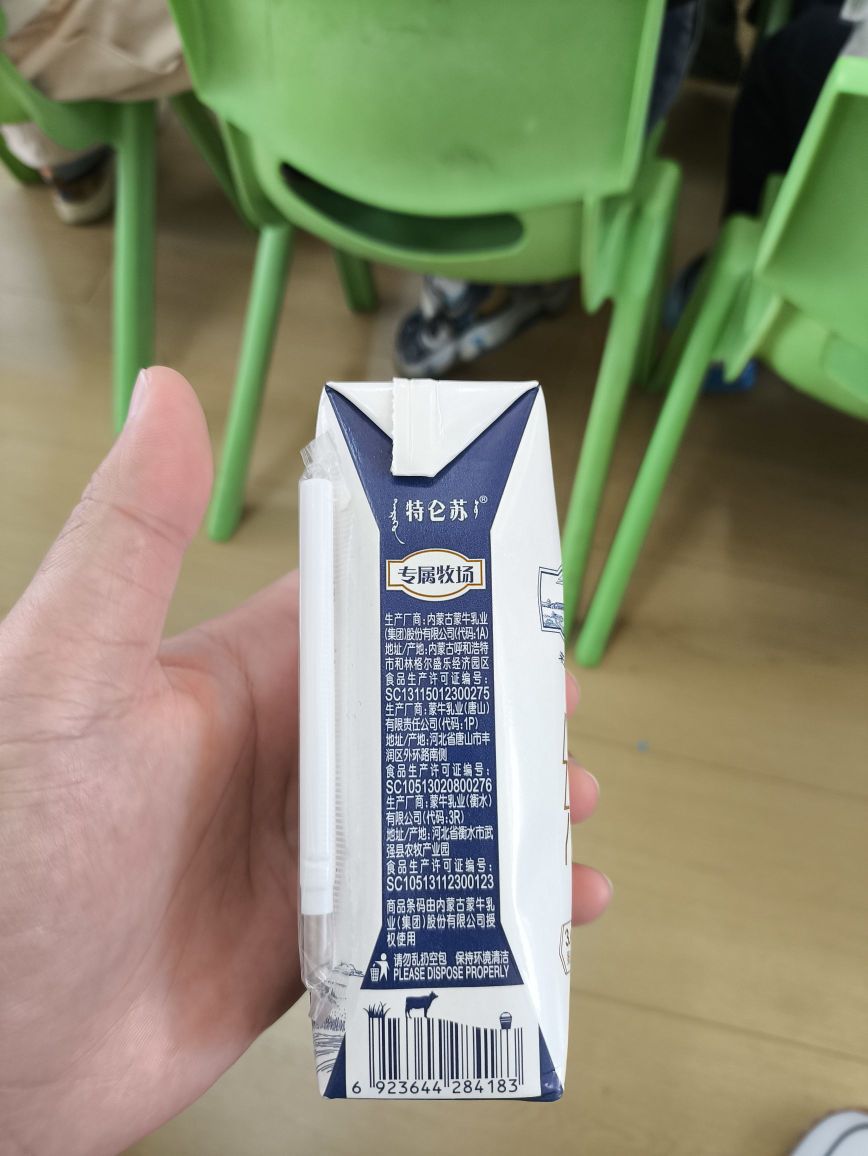 特仑苏®
专属牧场
生产厂商:内蒙古蒙牛乳业
(集团)股份有限公司(代码:1A)
地址/产地:内蒙古呼和浩特
市和林格尔盛乐经济园区
食品生产许可证编号:
SC13115012300275
生产厂商:蒙牛乳业(唐山)
有限责任公司(代码:1P)
地址/产地:河北省唐山市丰
润区外环路南侧
食品生产许可证编号:
SC10513020800276
生产厂商:蒙牛乳业(衡水)
有限公司(代码:3R)
地址/产地:河北省衡水市武
强县农牧产业园
食品生产许可证编号:
SC10513112300123
商品条码由内蒙古蒙牛乳
业(集团)股份有限公司授
权使用
请勿乱扔空包 保持环境清洁
PLEASE DISPOSE PROPERLY
6 923644 284183